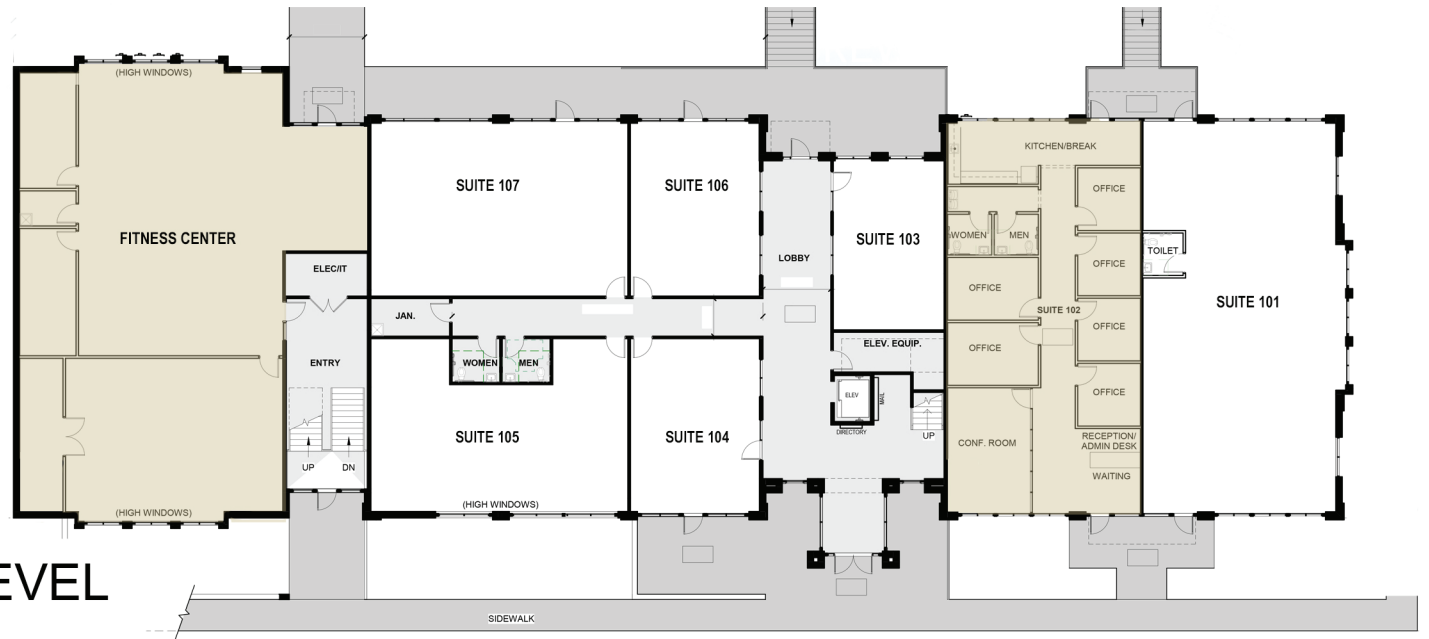 (HIGH WINDOWS)
KITCHEN/BREAK
SUITE 107
SUITE 106
OFFICE
FITNESS CENTER
SUITE 103
WOMEN
MEN
TOILET
LOBBY
OFFICE
ELEC/IT
OFFICE
SUITE 101
SUITE 102
JAN.
OFFICE
ELEV. EQUIP.
OFFICE
ENTRY
WOMEN
MEN
ELEV
MAIL
OFFICE
DIRECTORY
SUITE 105
SUITE 104
UP
CONF. ROOM
RECEPTION/
ADMIN DESK
UP
DN
WAITING
(HIGH WINDOWS)
(HIGH WINDOWS)
EVEL
SIDEWALK